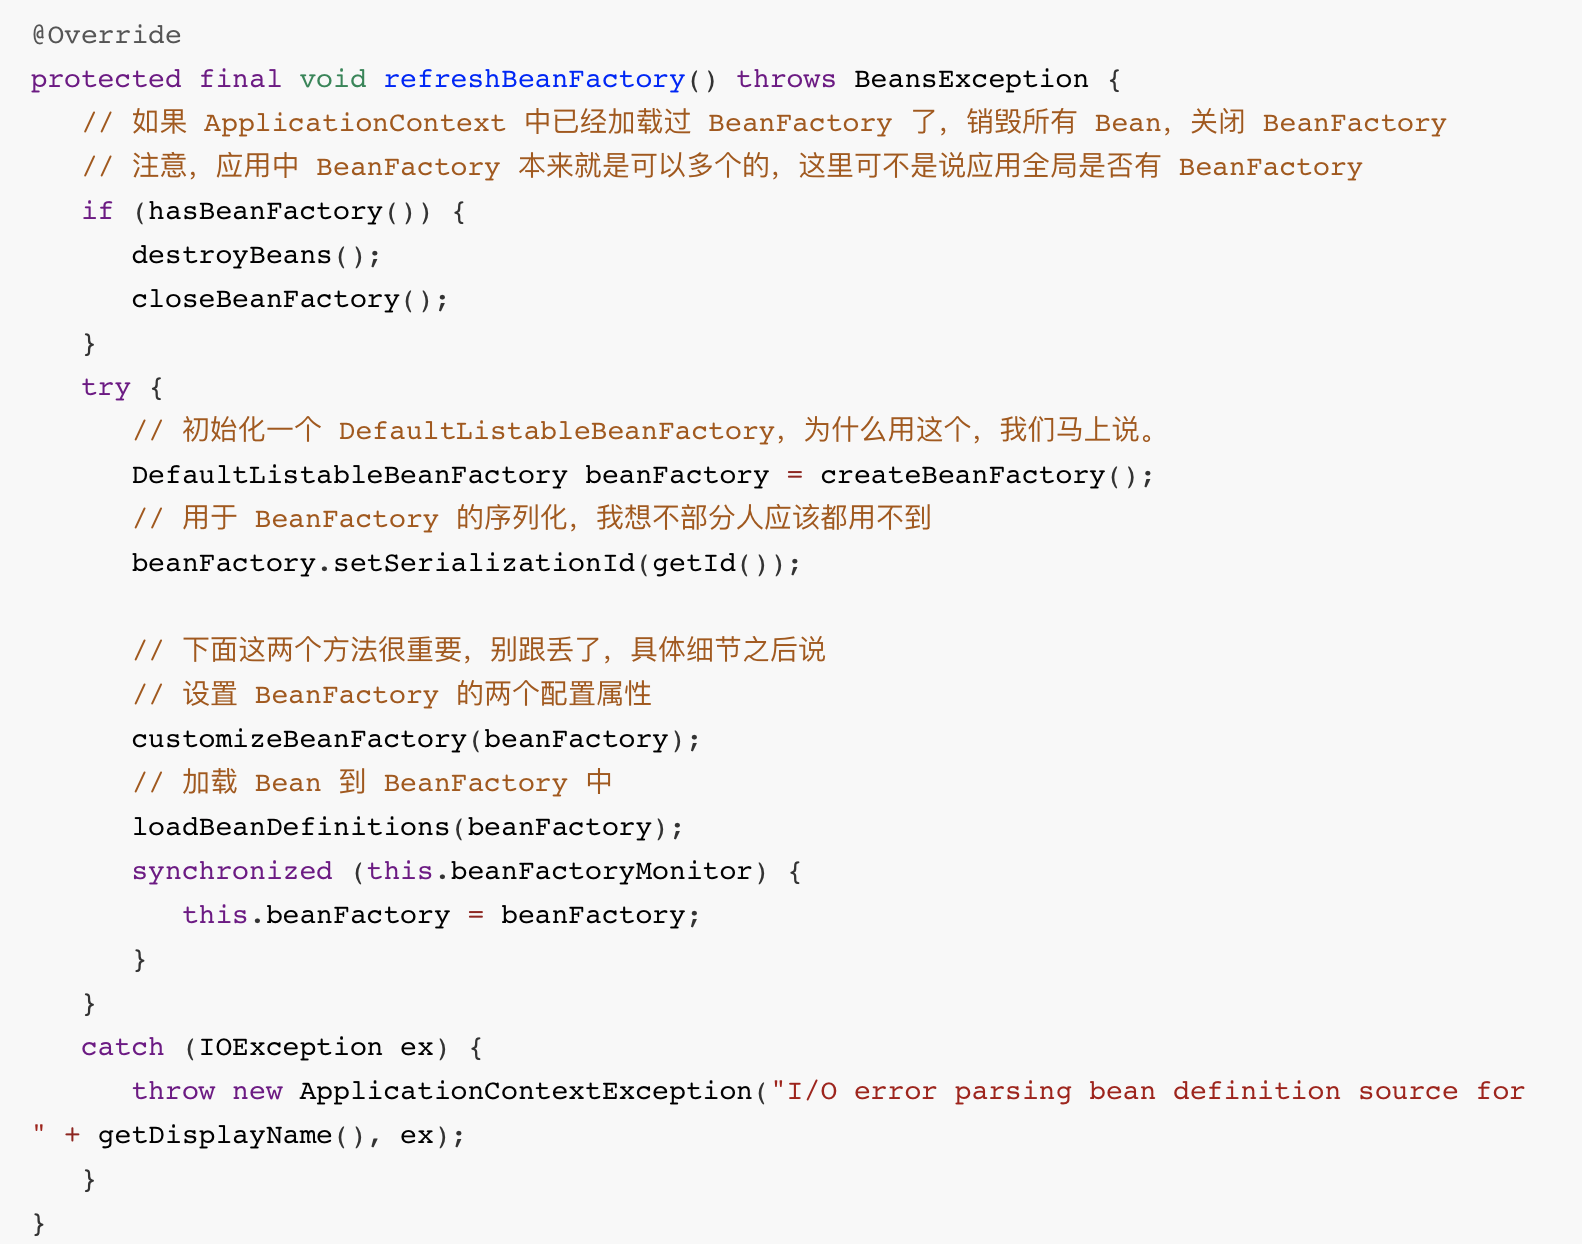 @Override
protected final void refreshBeanFactory() throws BeansException {
   // 如果 ApplicationContext 中已经加载过 BeanFactory 了，销毁所有 Bean，关闭 BeanFactory
   // 注意，应用中 BeanFactory 本来就是可以多个的，这里可不是说应用全局是否有 BeanFactory
   if (hasBeanFactory()) {
      destroyBeans();
      closeBeanFactory();
   }
   try {
      // 初始化一个 DefaultListableBeanFactory，为什么用这个，我们马上说。
      DefaultListableBeanFactory beanFactory = createBeanFactory();
      // 用于 BeanFactory 的序列化，我想不部分人应该都用不到
      beanFactory.setSerializationId(getId());

      // 下面这两个方法很重要，别跟丢了，具体细节之后说
      // 设置 BeanFactory 的两个配置属性
      customizeBeanFactory(beanFactory);
      // 加载 Bean 到 BeanFactory 中
      loadBeanDefinitions(beanFactory);
      synchronized (this.beanFactoryMonitor) {
         this.beanFactory = beanFactory;
      }
   }
   catch (IOException ex) {
      throw new ApplicationContextException("I/O error parsing bean definition source for
" + getDisplayName(), ex);
   }
}